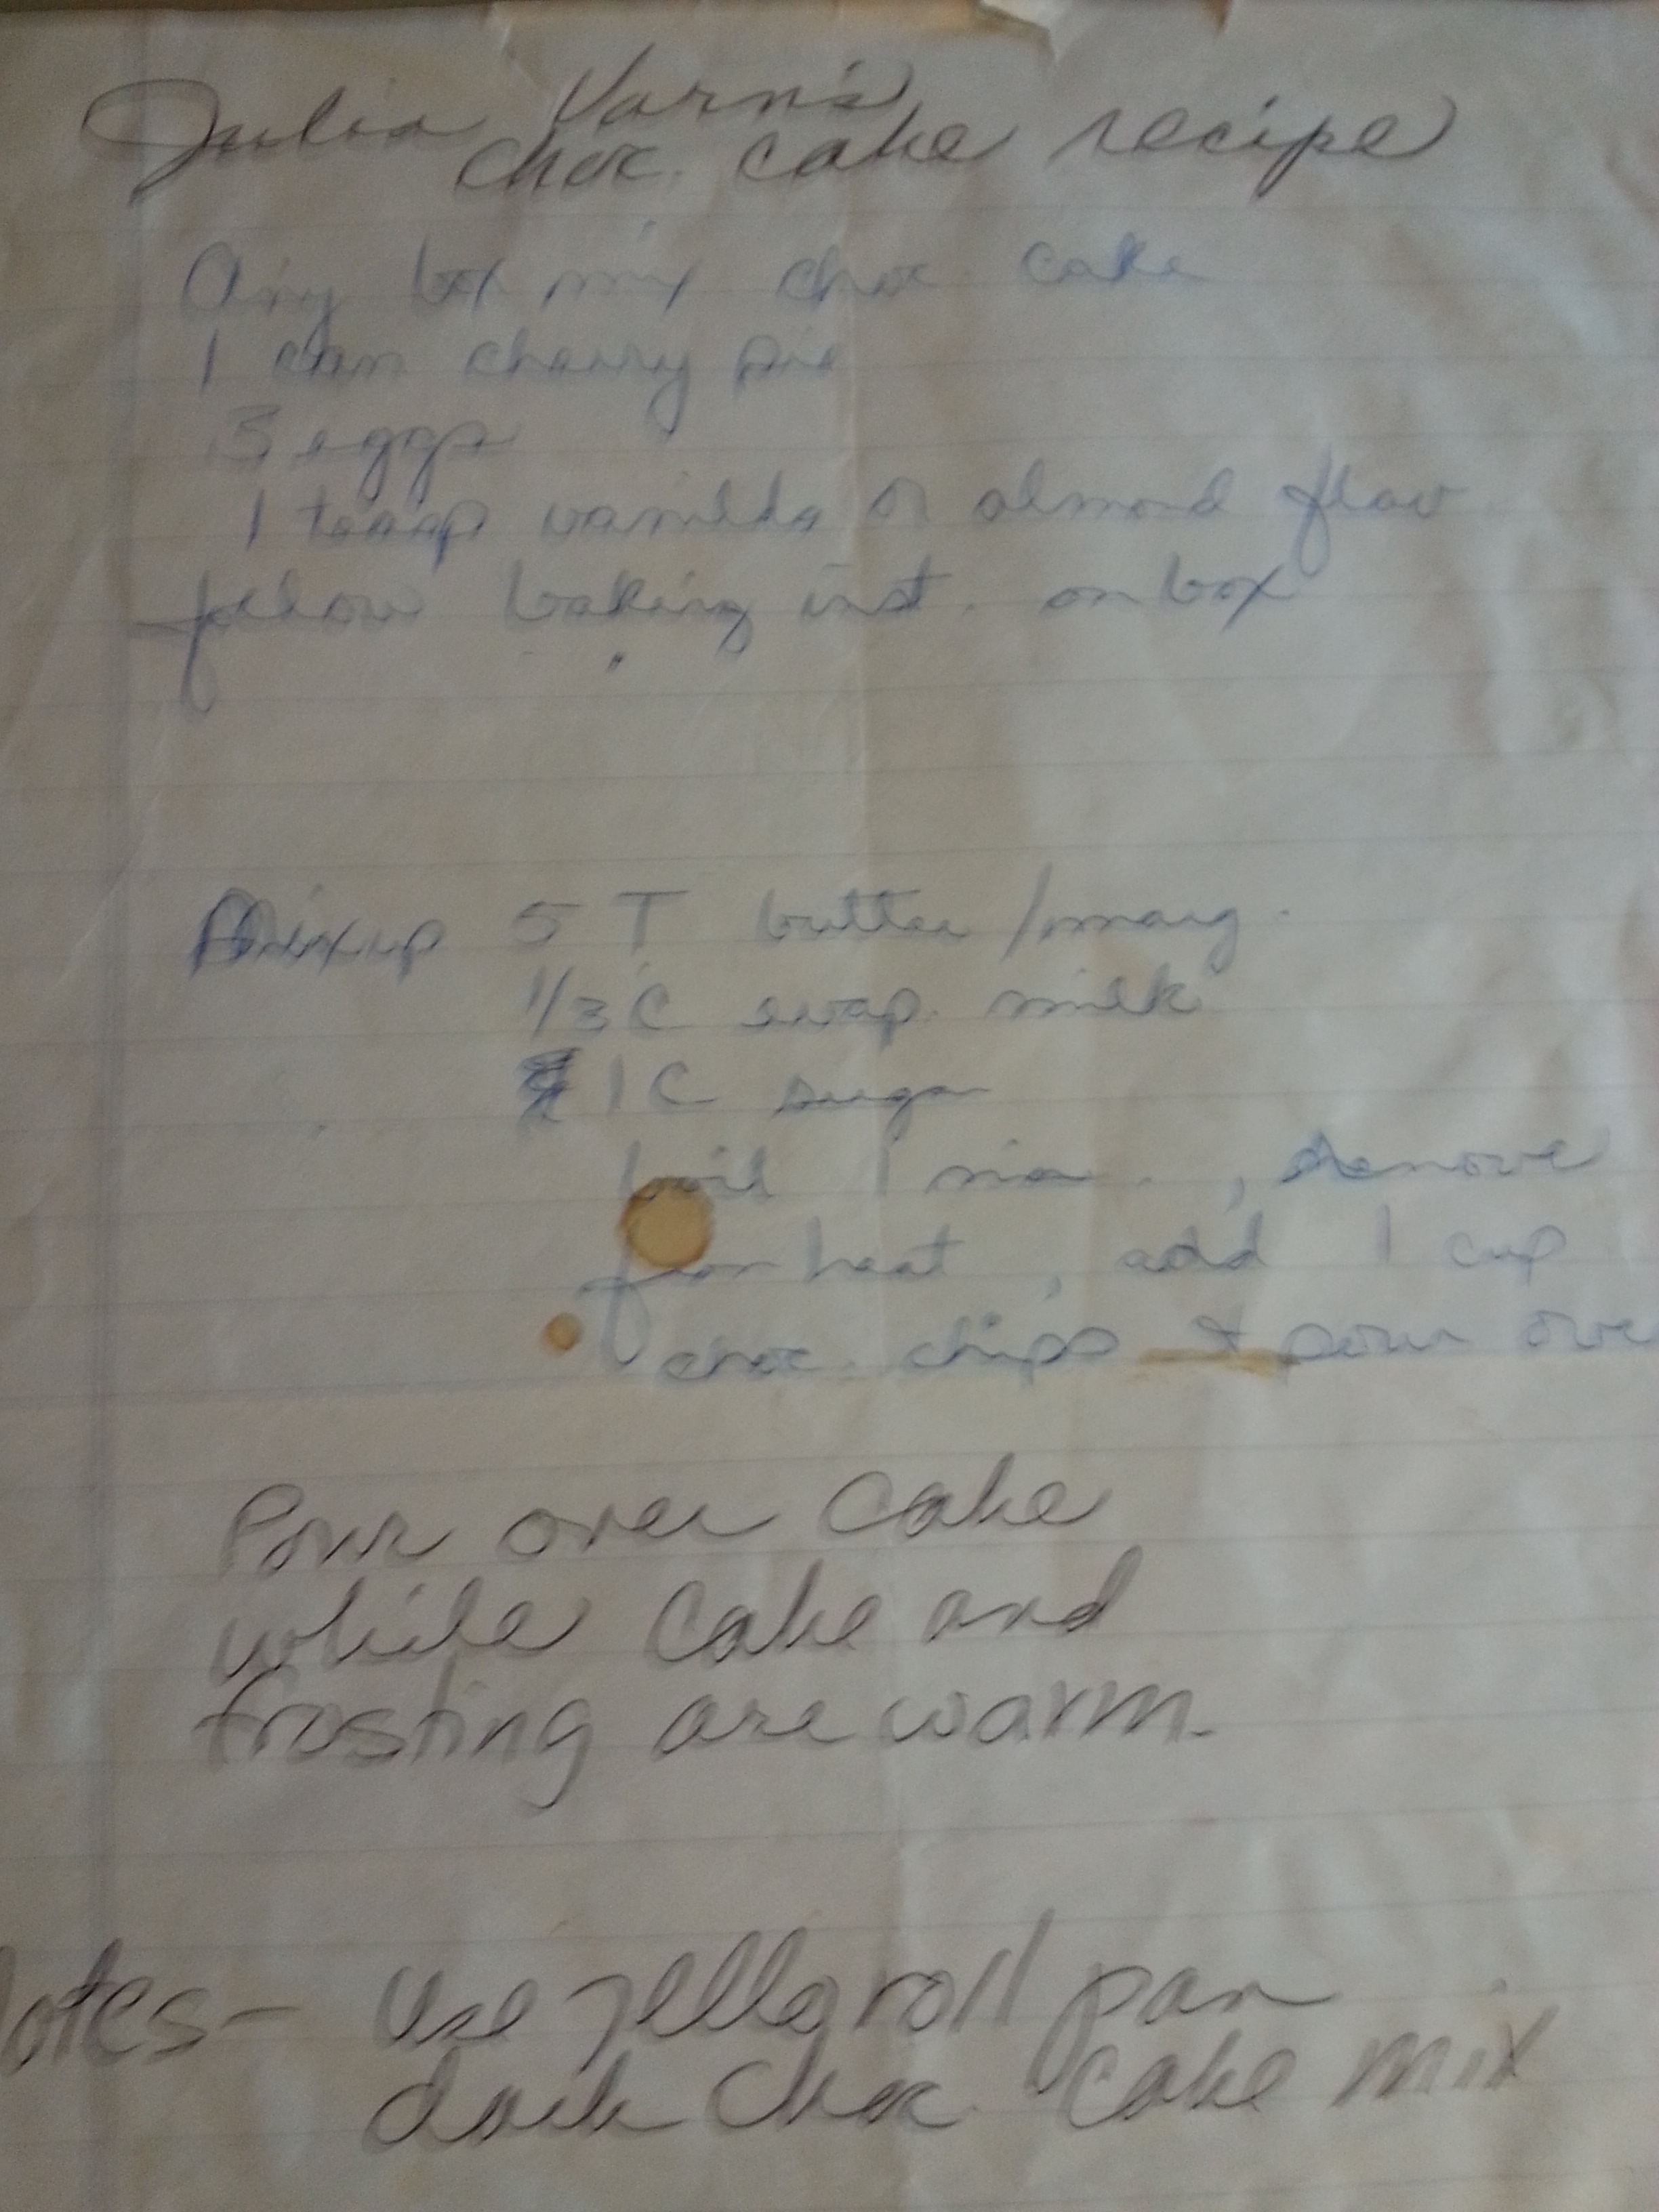 Julia Varn's
choc. cake recipe
Any box mix choc. cake
1 can cherry pie
3 eggs
1 teasp vanilla or almond flav.
follow baking inst. on box
Mix up 5 T butter/marg.
1/3 C evap. milk
1 C sugar
boil 1 min., remove
from heat, add 1 cup
choc. chips & pour over
Pour over cake
while cake and
frosting are warm.
Notes- Use jelly roll pan
dark choc. cake mix